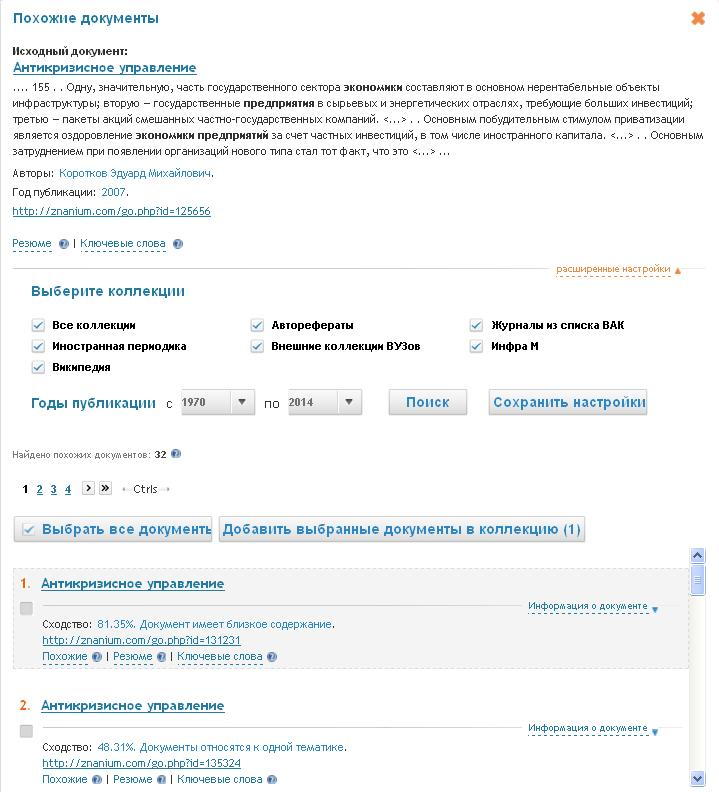 Похожие документы
Исходный документ:
Антикризисное управление
.... 155 . . Одну, значительную, часть государственного сектора экономики составляют в основном нерентабельные объекты
инфраструктуры; вторую — государственные предприятия в сырьевых и энергетических отраслях, требующие больших инвестиций;
третью — пакеты акций смешанных частно-государственных компаний. <...> . . Основным побудительным стимулом приватизации
является оздоровление экономики предприятий за счет частных инвестиций, в том числе иностранного капитала. <...> . . Основным
затруднением при появлении организаций нового типа стал тот факт, что это <...> ...
Авторы: Коротков Эдуард Михайлович.
Год публикации: 2007.
http://znanium.com/go.php?id=125656
Резюме ? | Ключевые слова ?
расширенные настройки ▲
Выберите коллекции
Все коллекции Авторефераты Журналы из списка ВАК
Иностранная периодика Внешние коллекции ВУЗов Инфра М
Википедия
Годы публикации с 1970 по 2014 Поиск Сохранить настройки
Найдено похожих документов: 32 ?
1 2 3 4 > » ←Ctrls→
Выбрать все документь Добавить выбранные документы в коллекцию (1)
1. Антикризисное управление
Информация о документе ▼
Сходство: 81.35%. Документ имеет близкое содержание.
http://znanium.com/go.php?id=131231
Похожие ? | Резюме ? | Ключевые слова ?
2. Антикризисное управление
Информация о документе ▼
Сходство: 48.31%. Документы относятся к одной тематике.
http://znanium.com/go.php?id=135324
Похожие ? | Резюме ? | Ключевые слова ?